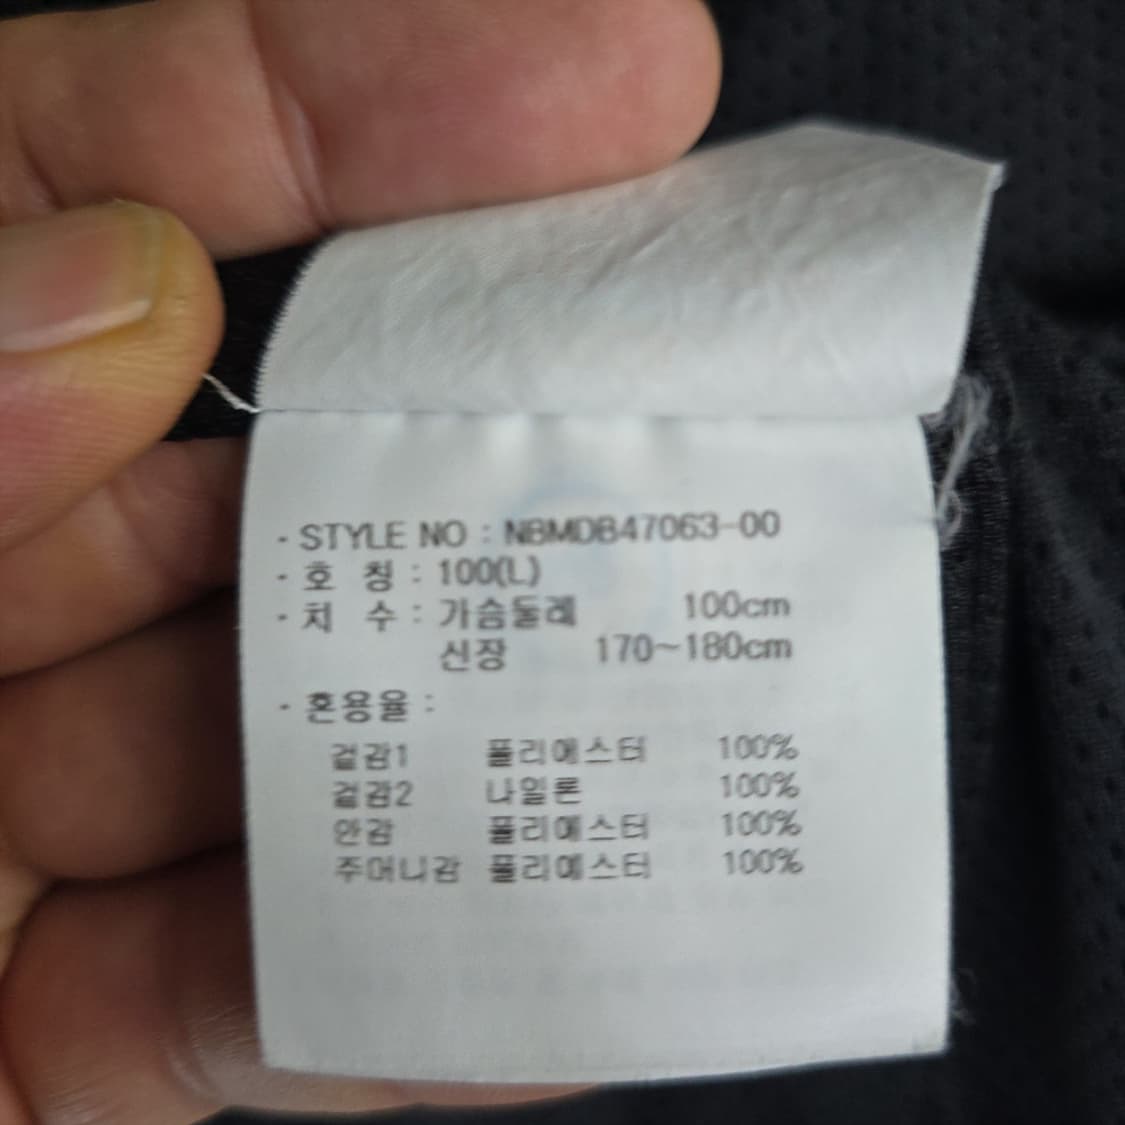 · STYLE NO : NBMDB47063-00
· 호 칭 : 100(L)
· 치 수 : 가슴둘레 100cm
신장 170~180cm
· 혼용율 :
겉감1 폴리에스터 100%
겉감2 나일론 100%
안감 폴리에스터 100%
주머니감 폴리에스터 100%